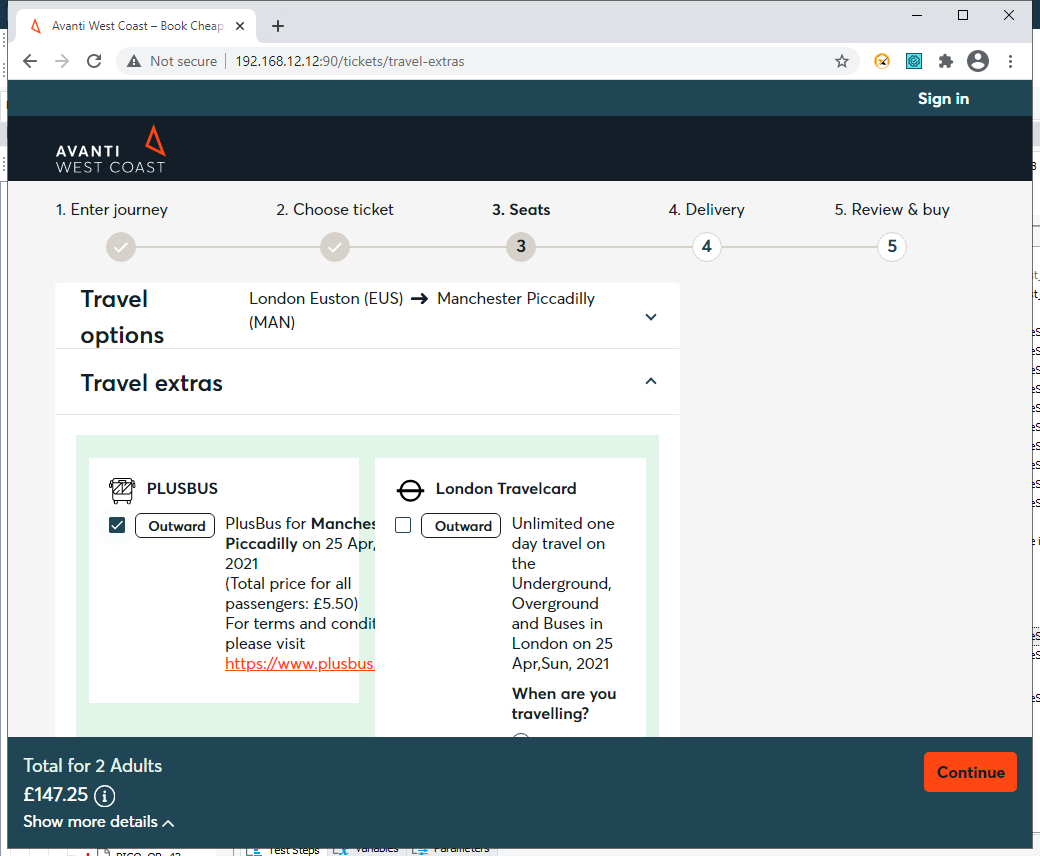 Avanti West Coast – Book Cheap
Not secure
192.168.12.12:90/tickets/travel-extras
Sign in
AVANTI
WEST COAST
1. Enter journey
2. Choose ticket
3. Seats
4. Delivery
5. Review & buy
3
4
5
Travel
options
London Euston (EUS) → Manchester Piccadilly
(MAN)
Travel extras
PLUSBUS
Outward
PlusBus for Manches
Piccadilly on 25 Apr,
2021
(Total price for all
passengers: £5.50)
For terms and condit
please visit
https://www.plusbus.
London Travelcard
Outward
Unlimited one
day travel on
the
Underground,
Overground
and Buses in
London on 25
Apr,Sun, 2021
When are you
travelling?
Total for 2 Adults
£147.25
Show more details
Continue
Test Steps
Variables
Parameters